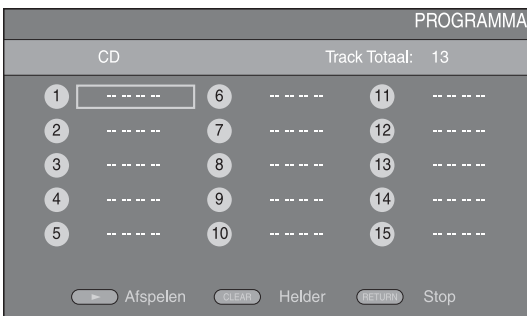 PROGRAMMA
CD Track Totaal: 13
1 -- -- -- -- 6 -- -- -- -- 11 -- -- -- --
2 -- -- -- -- 7 -- -- -- -- 12 -- -- -- --
3 -- -- -- -- 8 -- -- -- -- 13 -- -- -- --
4 -- -- -- -- 9 -- -- -- -- 14 -- -- -- --
5 -- -- -- -- 10 -- -- -- -- 15 -- -- -- --
Afspelen CLEAR Helder RETURN Stop